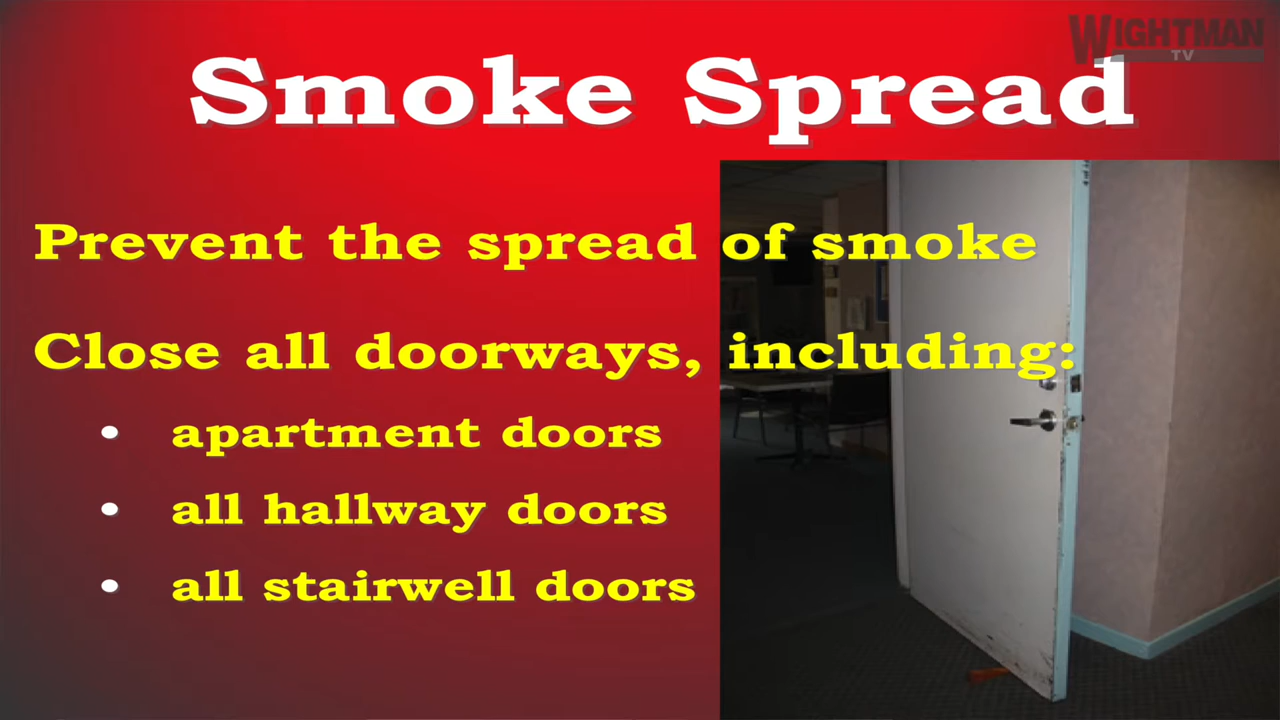 WIGHTMAN
TV
Smoke Spread
Prevent the spread of smoke
Close all doorways, including:
• apartment doors
• all hallway doors
• all stairwell doors